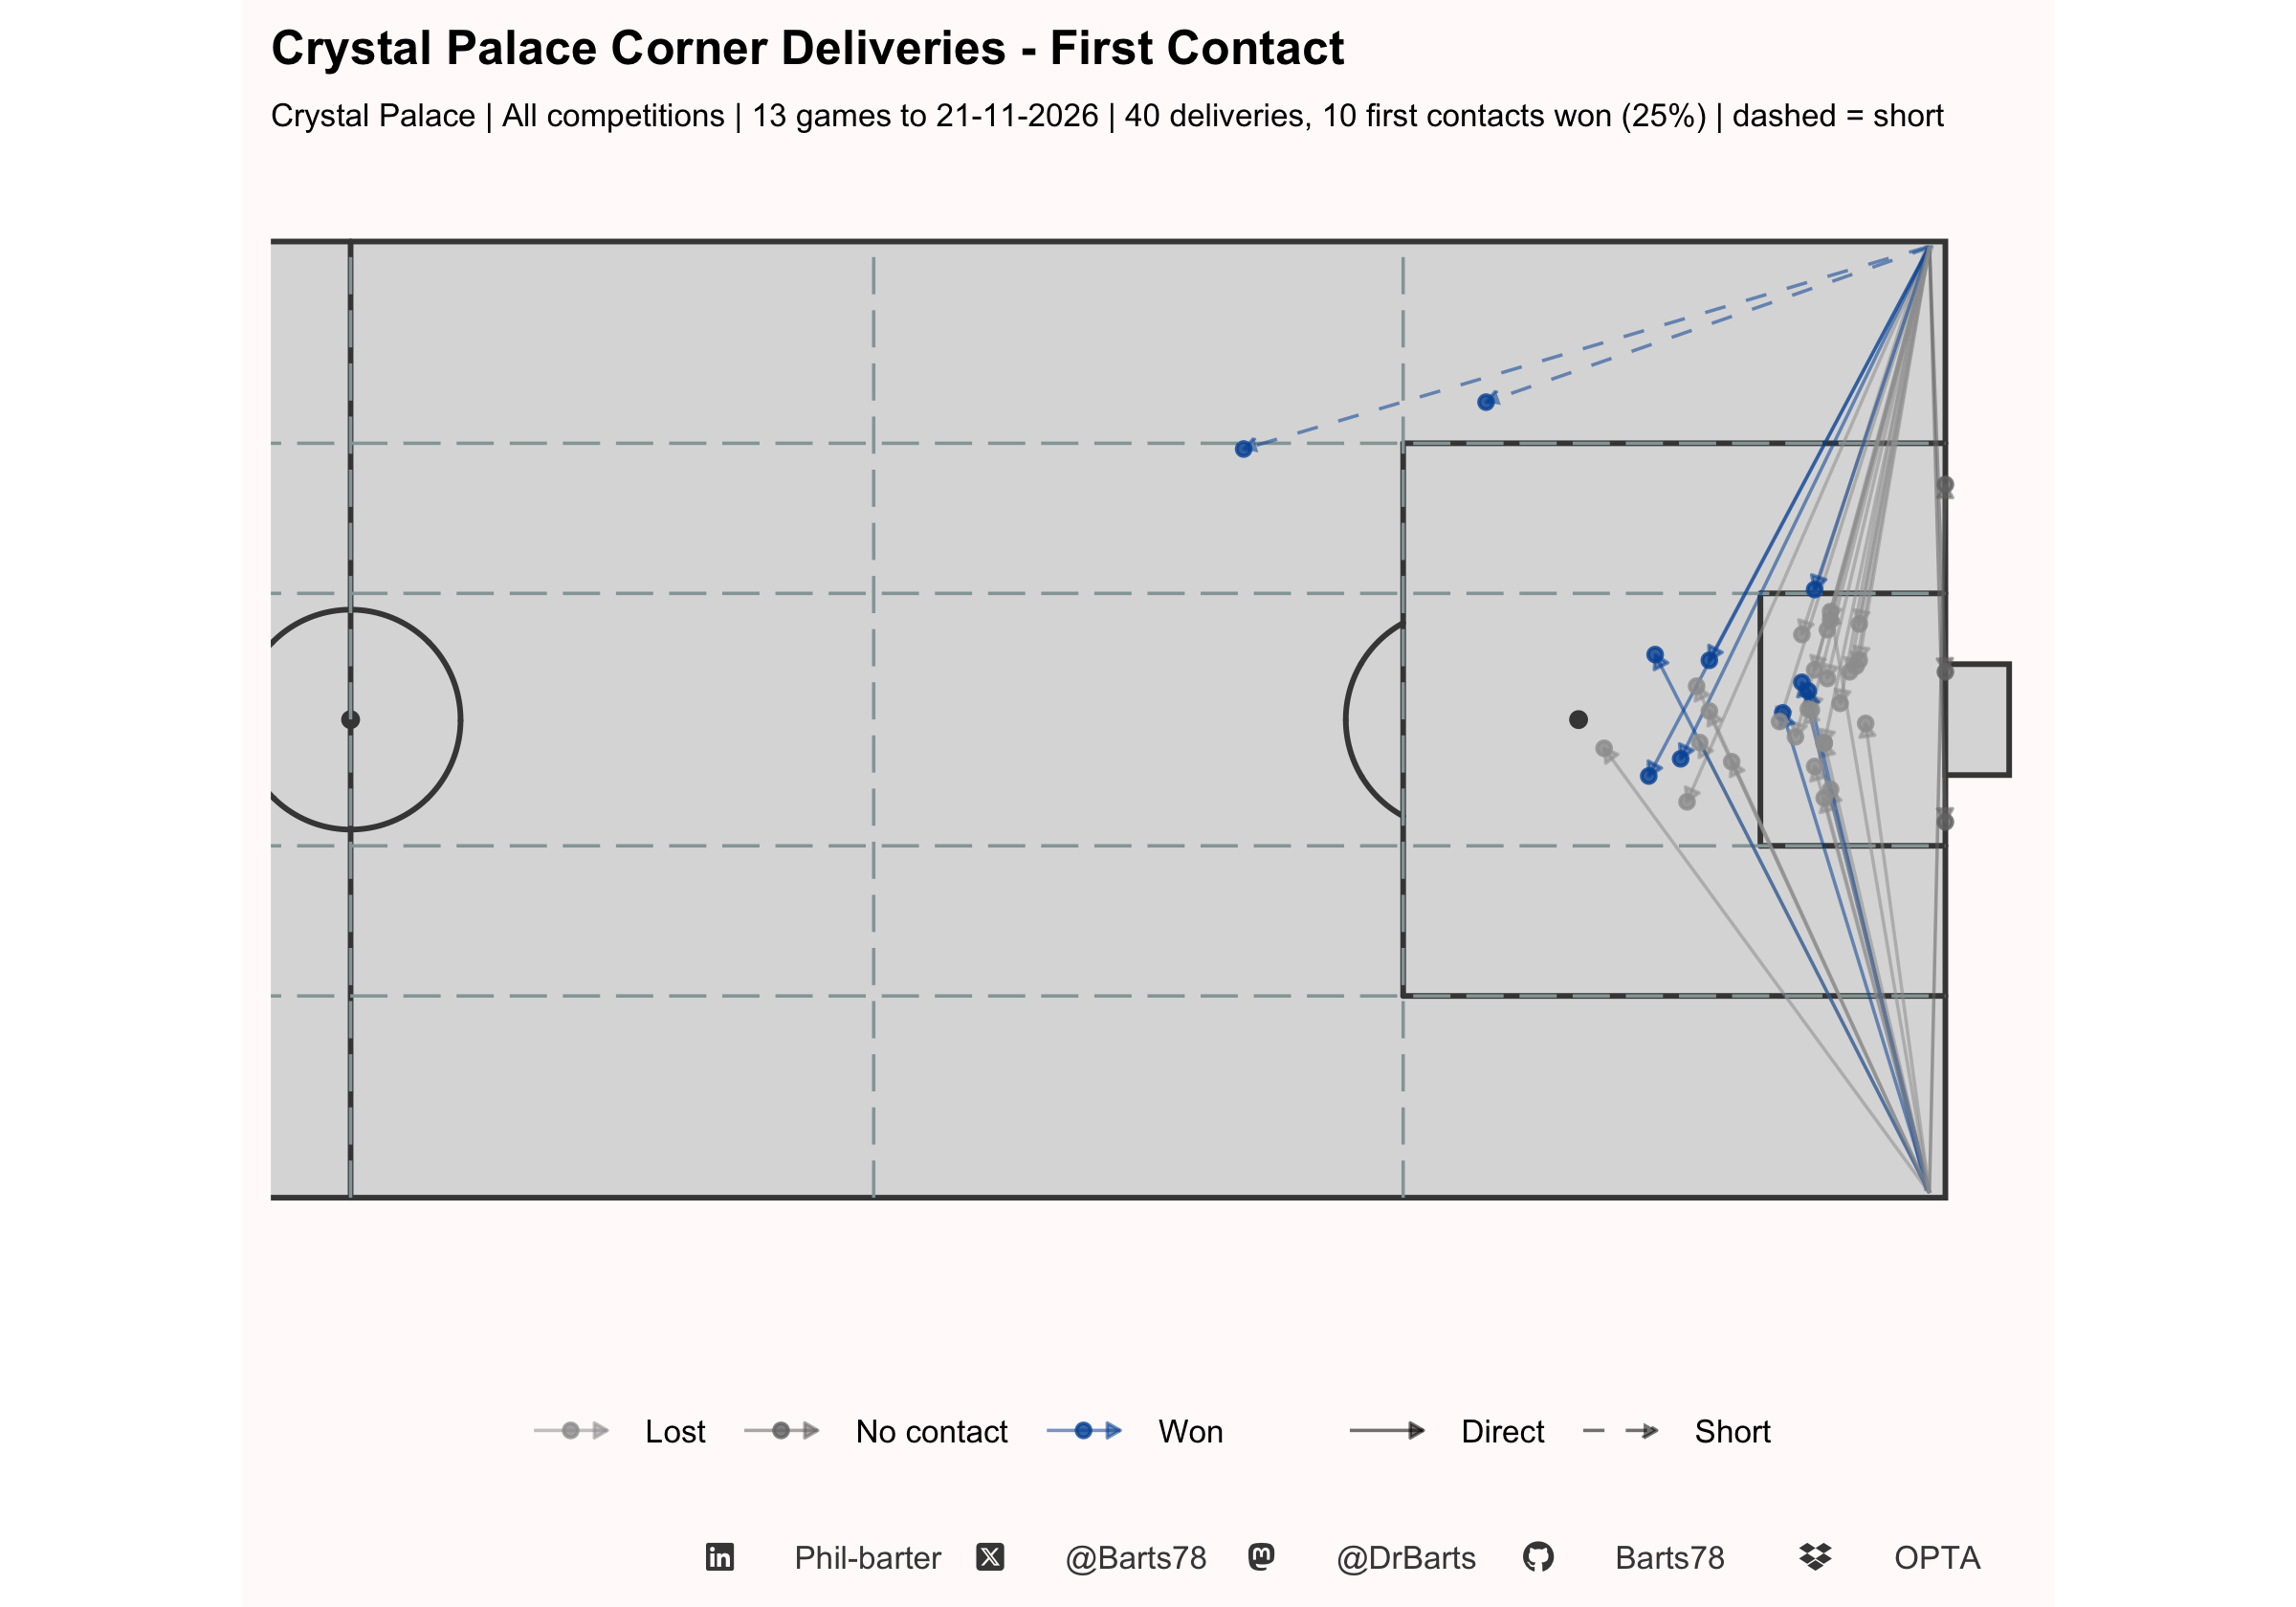 Crystal Palace Corner Deliveries - First Contact
Crystal Palace | All competitions | 13 games to 21-11-2026 | 40 deliveries, 10 first contacts won (25%) | dashed = short
Lost No contact Won Direct Short
Phil-barter @Barts78 @DrBarts Barts78 OPTA